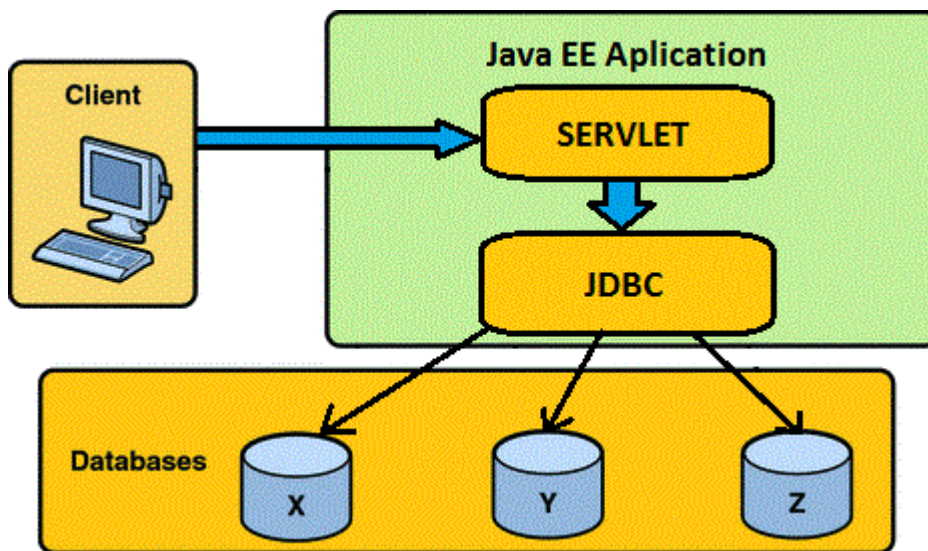 Java EE Aplication
Client
SERVLET
JDBC
Databases
X
Y
Z